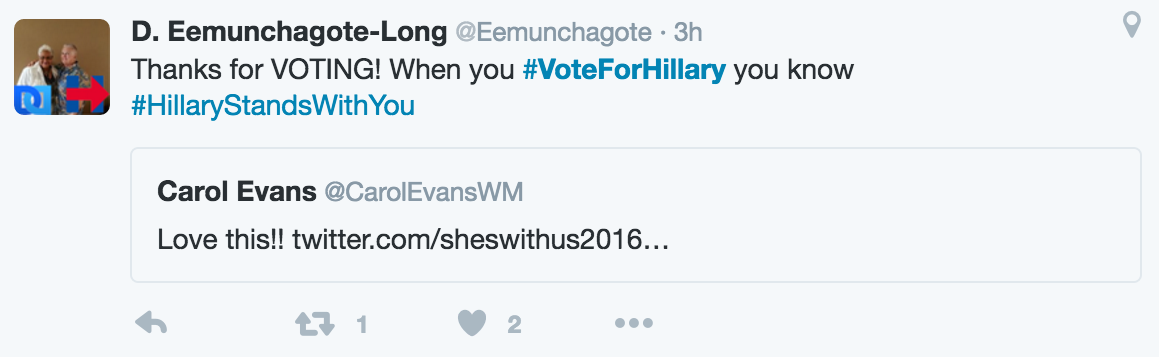 D. Eemunchagote-Long @Eemunchagote · 3h
Thanks for VOTING! When you #VoteForHillary you know
#HillaryStandsWithYou
Carol Evans @CarolEvansWM
Love this!! twitter.com/sheswithus2016…
1 2